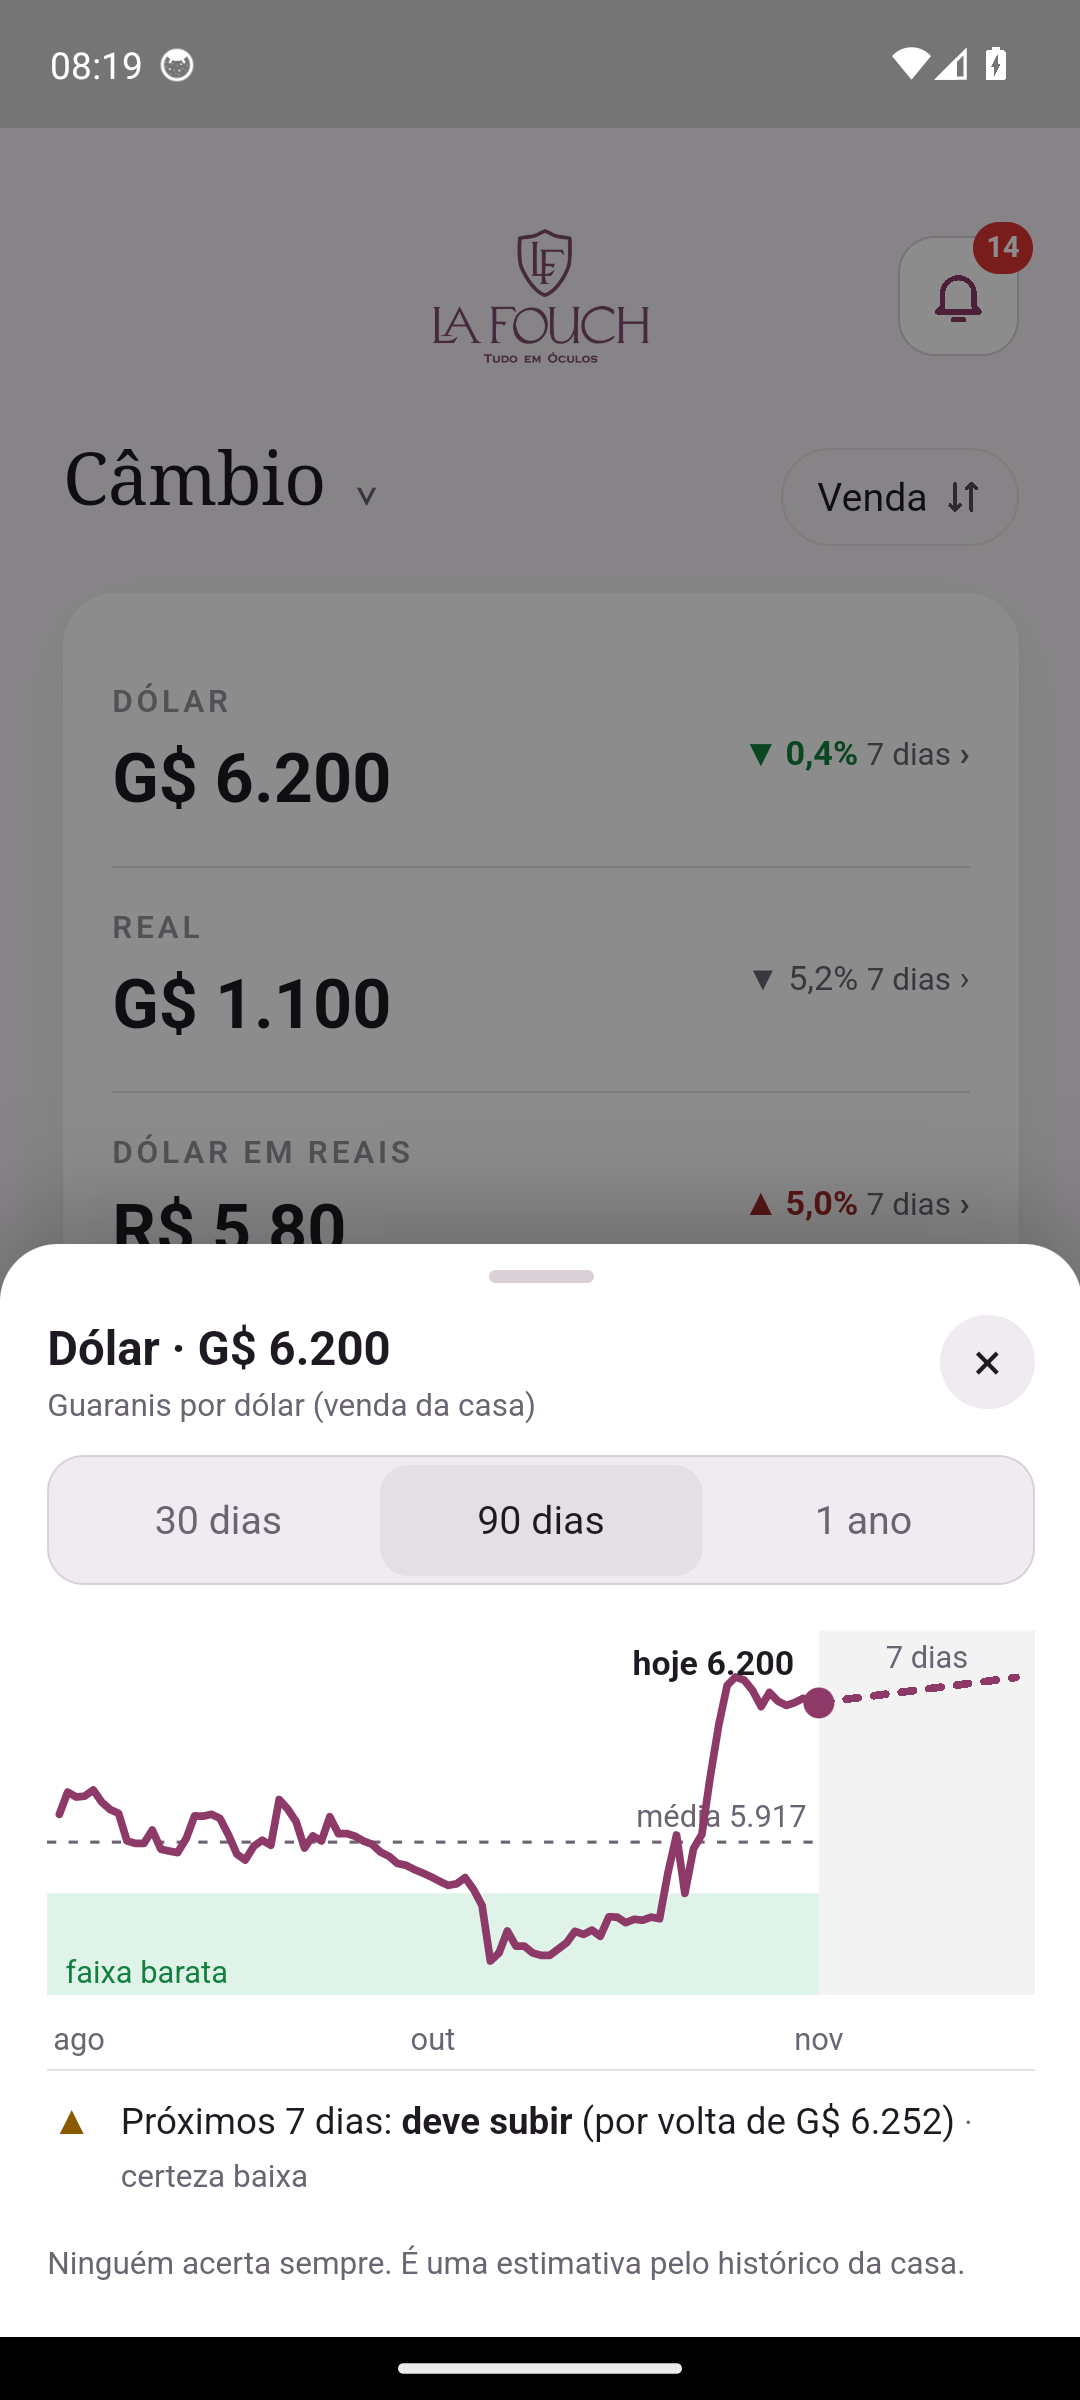 08:19
14
LF
LA FOUCH
TUDO EM ÓCULOS
Câmbio
Venda
DÓLAR
G$ 6.200
▼ 0,4% 7 dias ›
REAL
G$ 1.100
▼ 5,2% 7 dias ›
DÓLAR EM REAIS
R$ 5,80
▲ 5,0% 7 dias ›
Dólar · G$ 6.200
Guaranis por dólar (venda da casa)
30 dias
90 dias
1 ano
hoje 6.200
7 dias
média 5.917
faixa barata
ago
out
nov
▲ Próximos 7 dias: deve subir (por volta de G$ 6.252) ·
certeza baixa
Ninguém acerta sempre. É uma estimativa pelo histórico da casa.